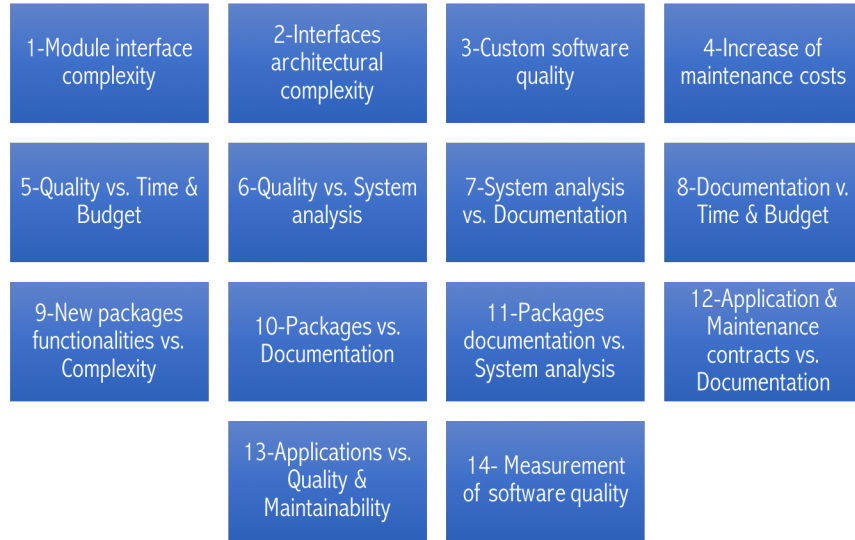 1-Module interface
complexity
2-Interfaces
architectural
complexity
3-Custom software
quality
4-Increase of
maintenance costs
5-Quality vs. Time &
Budget
6-Quality vs. System
analysis
7-System analysis
vs. Documentation
8-Documentation v.
Time & Budget
9-New packages
functionalities vs.
Complexity
10-Packages vs.
Documentation
11-Packages
documentation vs.
System analysis
12-Application &
Maintenance
contracts vs.
Documentation
13-Applications vs.
Quality &
Maintainability
14- Measurement
of software quality